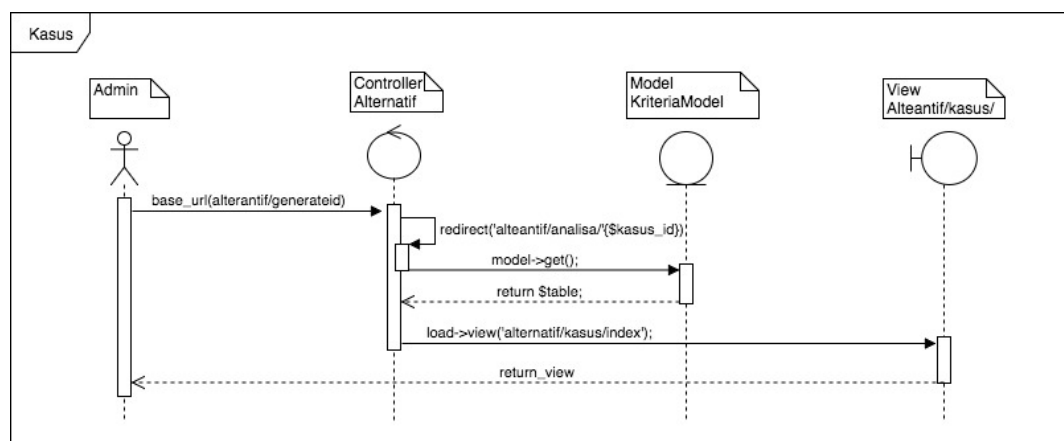 Kasus
Admin
Controller
Alternatif
Model
KriteriaModel
View
Alteantif/kasus/
base_url(alterantif/generateid)
redirect('alteantif/analisa/'{$kasus_id})
model->get();
return $table;
load->view('alternatif/kasus/index');
return_view